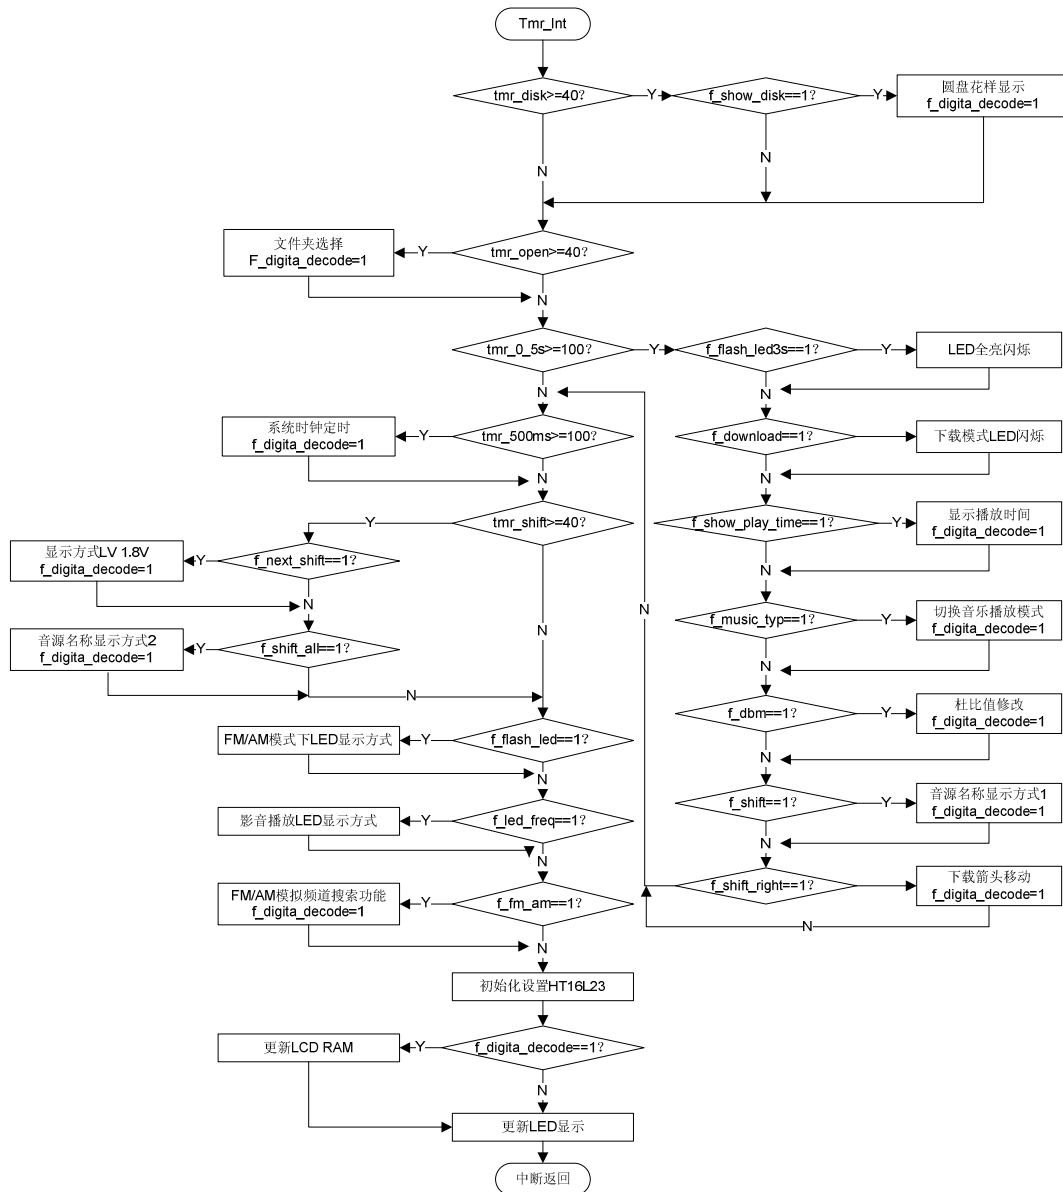 Tmr_Int
tmr_disk>=40?
Y
f_show_disk==1?
Y
圆盘花样显示
f_digita_decode=1
N
N
文件夹选择
F_digita_decode=1
Y
tmr_open>=40?
N
tmr_0_5s>=100?
Y
f_flash_led3s==1?
Y
LED全亮闪烁
N
N
系统时钟定时
f_digita_decode=1
Y
tmr_500ms>=100?
f_download==1?
下载模式LED闪烁
N
N
Y
tmr_shift>=40?
f_show_play_time==1?
Y
显示播放时间
f_digita_decode=1
显示方式LV 1.8V
f_digita_decode=1
Y
f_next_shift==1?
N
N
N
f_music_typ==1?
Y
切换音乐播放模式
f_digita_decode=1
音源名称显示方式2
f_digita_decode=1
Y
f_shift_all==1?
N
N
N
f_dbm==1?
Y
杜比值修改
f_digita_decode=1
FM/AM模式下LED显示方式
Y
f_flash_led==1?
N
N
f_shift==1?
Y
音源名称显示方式1
f_digita_decode=1
影音播放LED显示方式
Y
f_led_freq==1?
N
N
f_shift_right==1?
下载箭头移动
f_digita_decode=1
N
FM/AM模拟频道搜索功能
f_digita_decode=1
Y
f_fm_am==1?
N
初始化设置HT16L23
更新LCD RAM
Y
f_digita_decode==1?
N
更新LED显示
中断返回